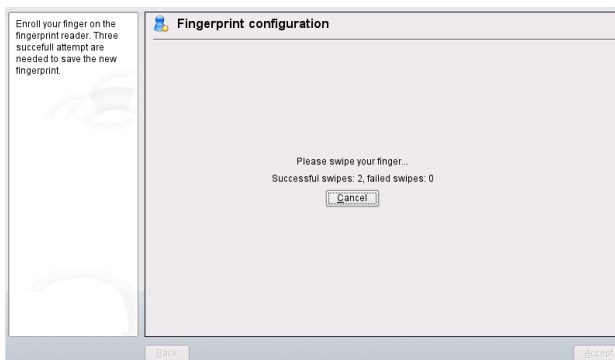 Enroll your finger on the
fingerprint reader. Three
succefull attempt are
needed to save the new
fingerprint.
Fingerprint configuration
Please swipe your finger...
Successful swipes: 2, failed swipes: 0
Cancel
Back
Accept